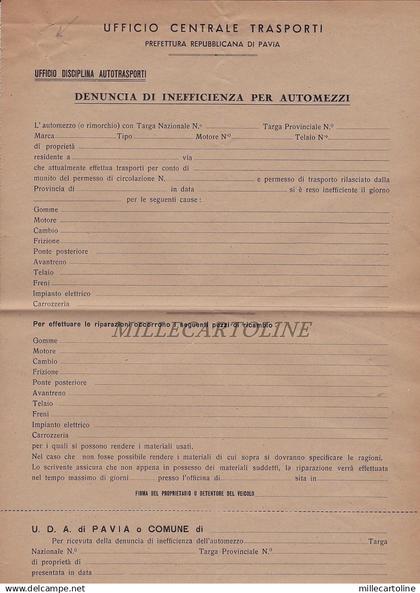 UFFICIO CENTRALE TRASPORTI
PREFETTURA REPUBBLICANA DI PAVIA
UFFICIO DISCIPLINA AUTOTRASPORTI
DENUNCIA DI INEFFICIENZA PER AUTOMEZZI
L'automezzo (o rimorchio) con Targa Nazionale N.º Targa Provinciale N.º
Marca Tipo Motore Nº Telaio Nº
di proprietà
residente a via
che attualmente effettua trasporti per conto di
munito del permesso di circolazione N. e permesso di trasporto rilasciato dalla
Provincia di in data si è reso inefficiente il giorno
per le seguenti cause:
Gomme
Motore
Cambio
Frizione
Ponte posteriore
Avantreno
Telaio
Freni
Impianto elettrico
Carrozzeria
Per effettuare le riparazioni occorrono i seguenti pezzi di ricambio
MILLECARTOLINE
Gomme
Motore
Cambio
Frizione
Ponte posteriore
Avantreno
Telaio
Freni
Impianto elettrico
Carrozzeria
per i quali si possono rendere i materiali usati.
Nel caso che non fosse possibile rendere i materiali di cui sopra si dovranno specificare le ragioni.
Lo scrivente assicura che non appena in possesso dei materiali suddetti, la riparazione verrà effettuata
nel tempo massimo di giorni presso l'officina di sita in
FIRMA DEL PROPRIETARIO O DETENTORE DEL VEICOLO
U. D. A. di PAVIA o COMUNE di
Per ricevuta della denuncia di inefficienza dell'automezzo Targa
Nazionale N.º Targa Provinciale N.º
di proprietà di
presentata in data
delcampe.net
millecartoline